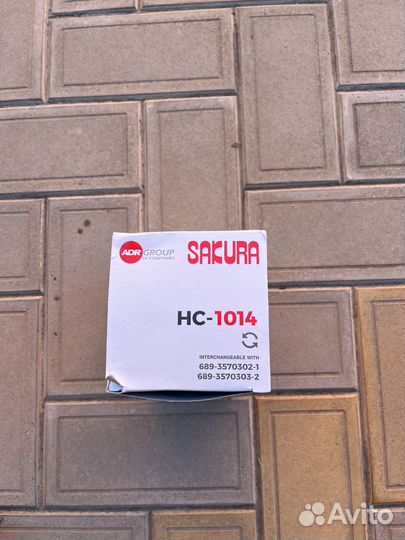 ADR GROUP
OF COMPANIES
SAKURA
HC-1014
INTERCHANGEABLE WITH
689-3570302-1
689-3570303-2
Avito